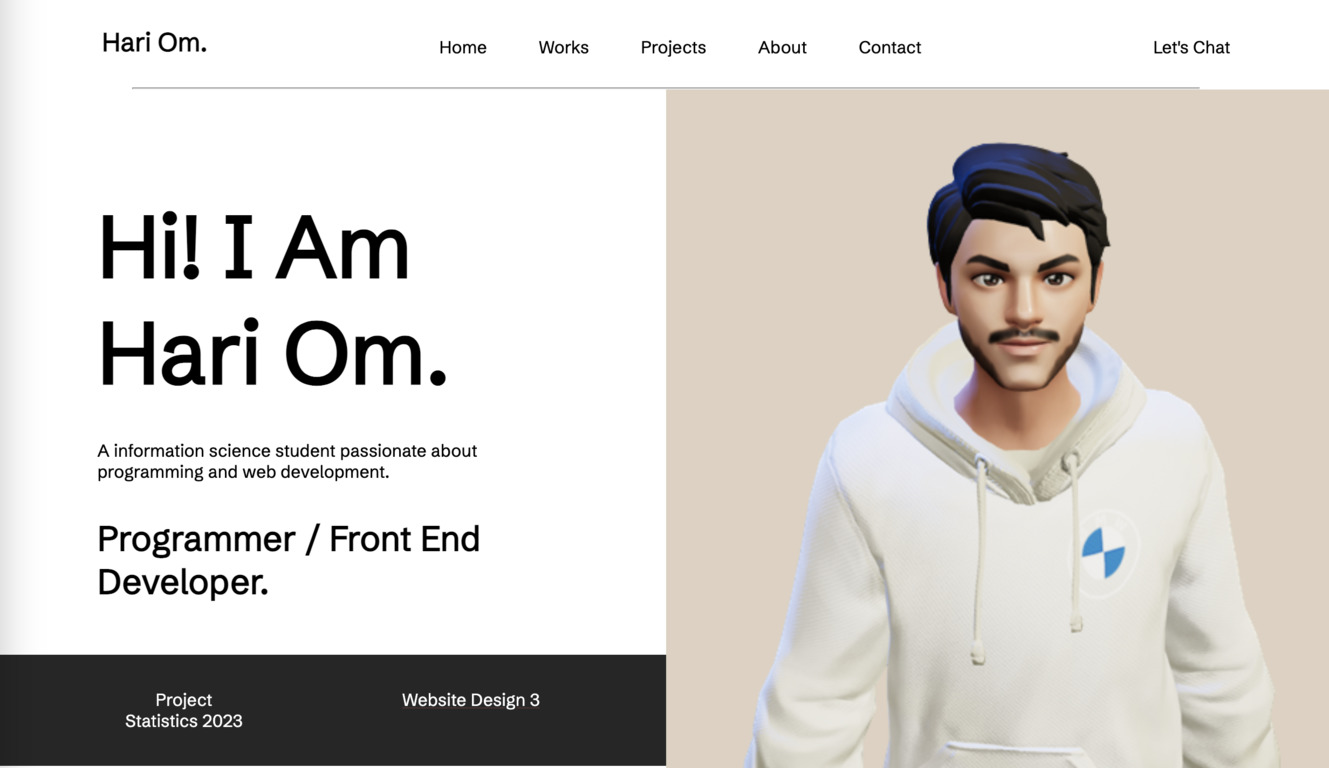 Hari Om.
Home
Works
Projects
About
Contact
Let's Chat
Hi! I Am
Hari Om.
A information science student passionate about
programming and web development.
Programmer / Front End
Developer.
Project
Statistics 2023
Website Design 3